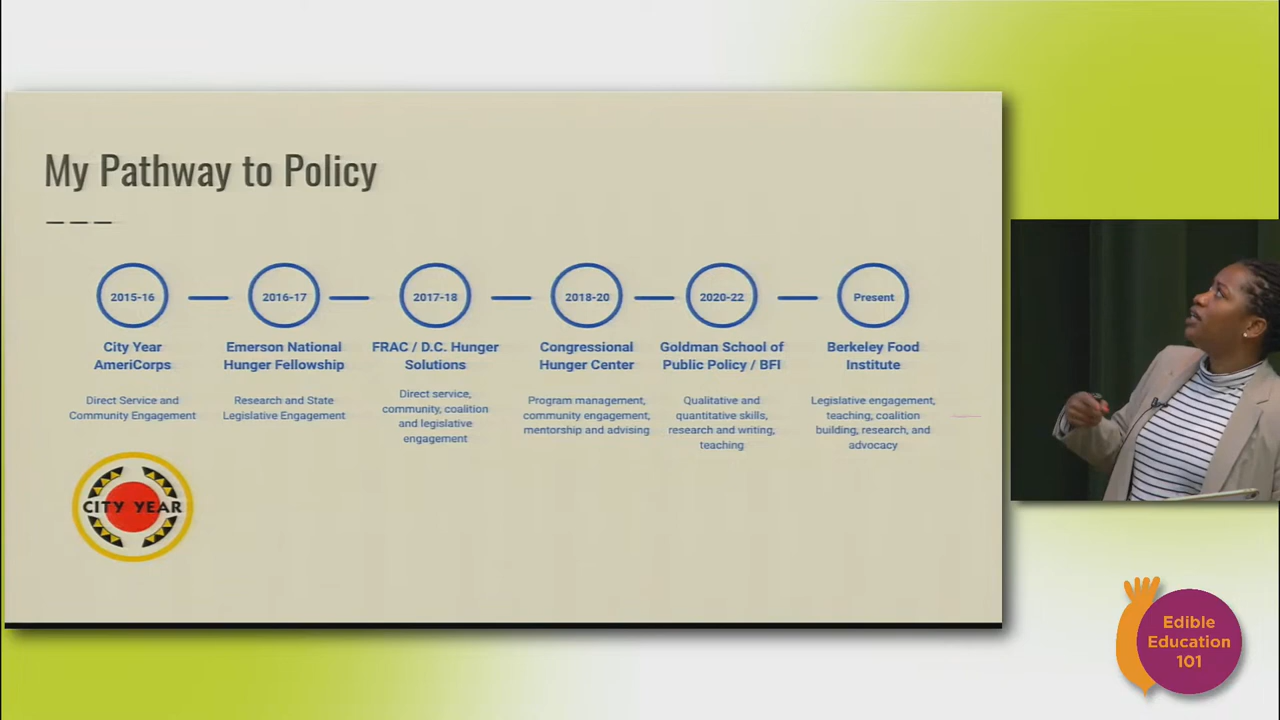 My Pathway to Policy
2015-16
2016-17
2017-18
2018-20
2020-22
Present
City Year
AmeriCorps
Direct Service and
Community Engagement
Emerson National
Hunger Fellowship
Research and State
Legislative Engagement
FRAC / D.C. Hunger
Solutions
Direct service,
community, coalition
and legislative
engagement
Congressional
Hunger Center
Program management,
community engagement,
mentorship and advising
Goldman School of
Public Policy / BFI
Qualitative and
quantitative skills,
research and writing,
teaching
Berkeley Food
Institute
Legislative engagement,
teaching, coalition
building, research, and
advocacy
CITY YEAR
Edible
Education
101